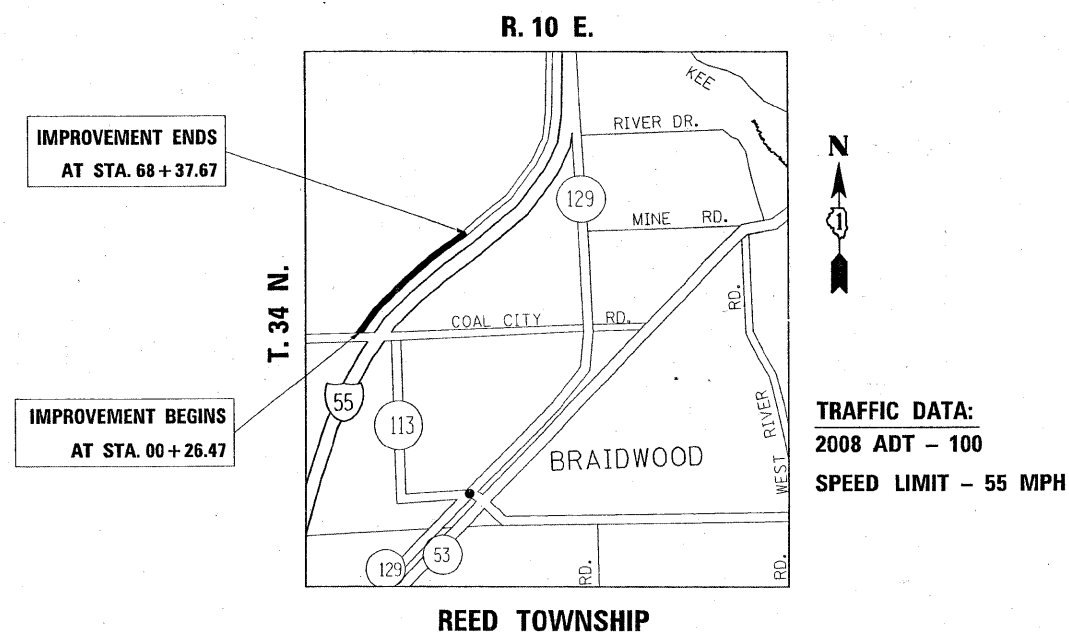 R. 10 E.
KEE
IMPROVEMENT ENDS
AT STA. 68 + 37.67
RIVER DR.
N
129
MINE RD.
1
T. 34 N.
COAL CITY RD.
RD.
55
113
IMPROVEMENT BEGINS
AT STA. 00 + 26.47
WEST RIVER
TRAFFIC DATA:
2008 ADT – 100
SPEED LIMIT – 55 MPH
BRAIDWOOD
129
53
RD.
RD.
REED TOWNSHIP